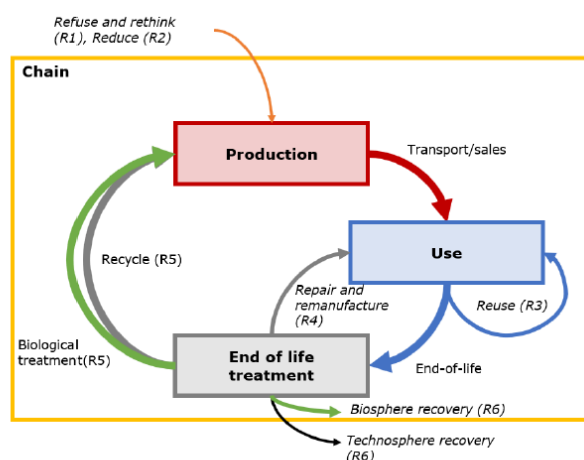 Refuse and rethink
(R1), Reduce (R2)
Chain
Production
Transport/sales
Use
Recycle (R5)
Repair and
remanufacture
(R4)
Reuse (R3)
Biological
treatment(R5)
End of life
treatment
End-of-life
Biosphere recovery (R6)
Technosphere recovery
(R6)